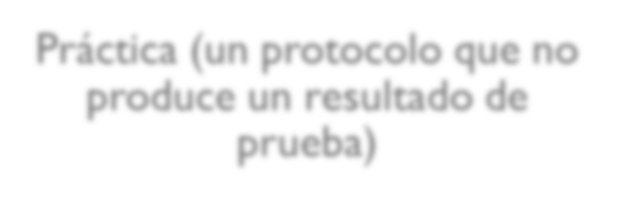 Práctica (un protocolo que no
produce un resultado de
prueba)